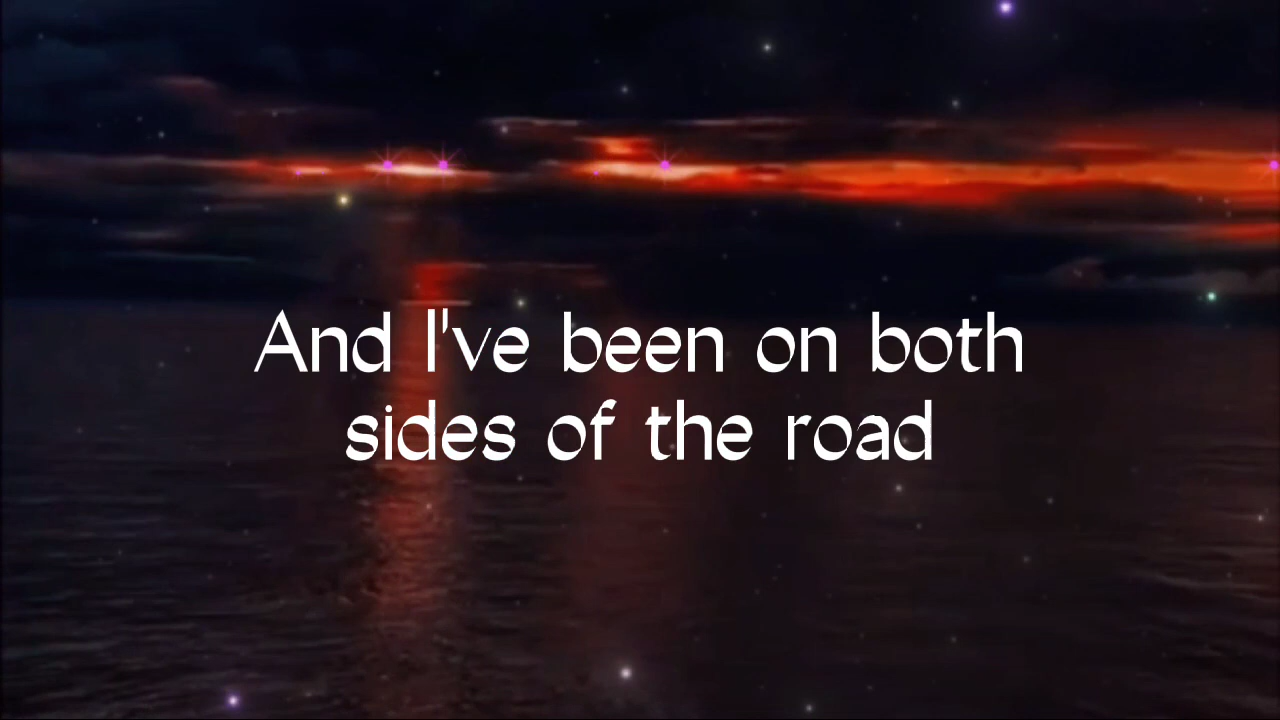 And I've been on both
sides of the road